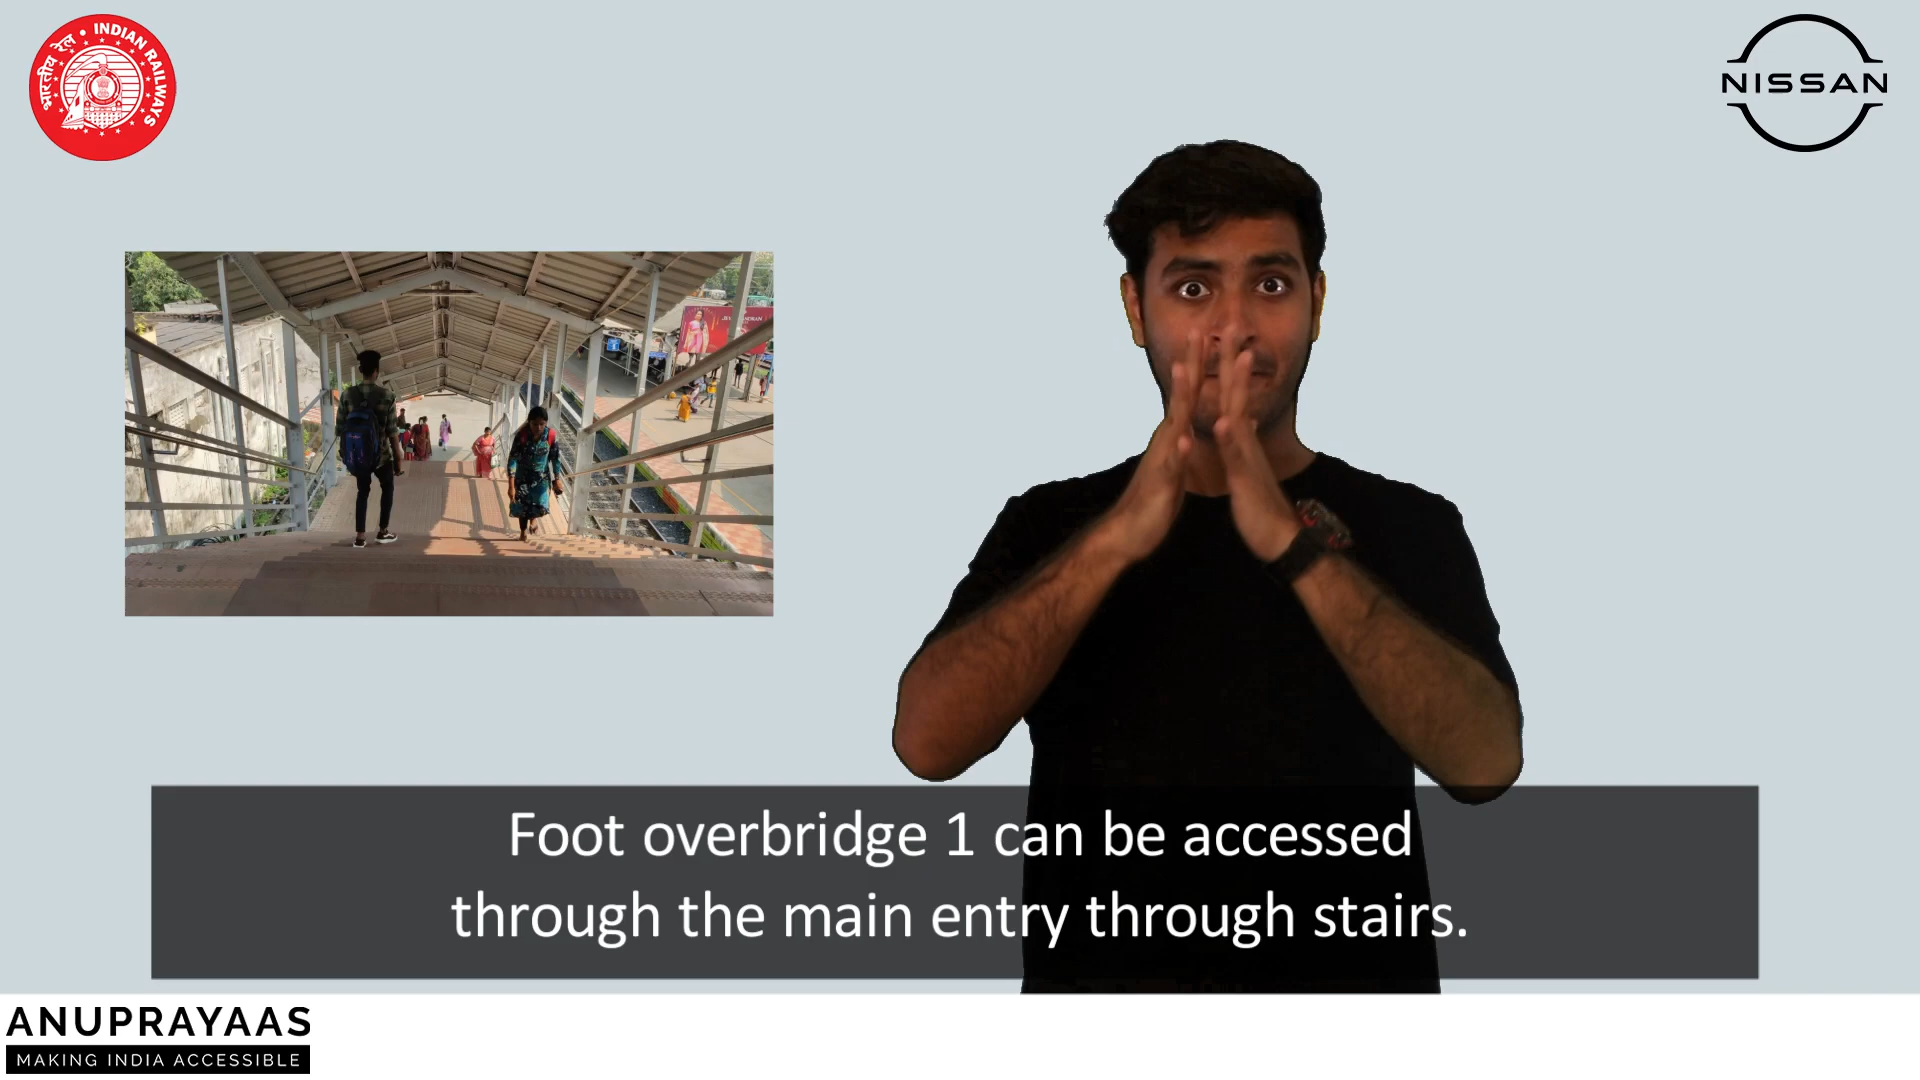 भारतीय रेल • INDIAN RAILWAYS
NISSAN
Foot overbridge 1 can be accessed
through the main entry through stairs.
ANUPRAYAAS
MAKING INDIA ACCESSIBLE